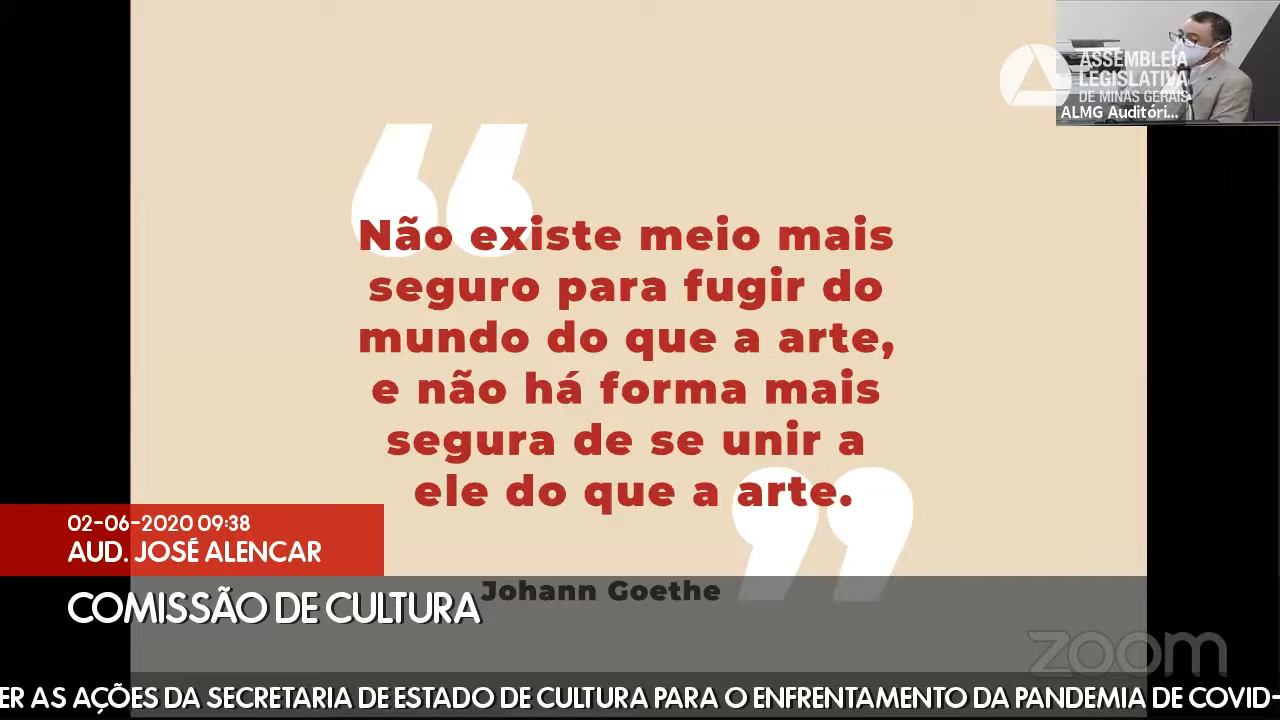 ASSEMBLEIA
LEGISLATIVA
DE MINAS GERAIS
ALMG Auditóri...
Não existe meio mais
seguro para fugir do
mundo do que a arte,
e não há forma mais
segura de se unir a
ele do que a arte.
Johann Goethe
02-06-2020 09:38
AUD. JOSÉ ALENCAR
COMISSÃO DE CULTURA
zoom
ER AS AÇÕES DA SECRETARIA DE ESTADO DE CULTURA PARA O ENFRENTAMENTO DA PANDEMIA DE COVID-